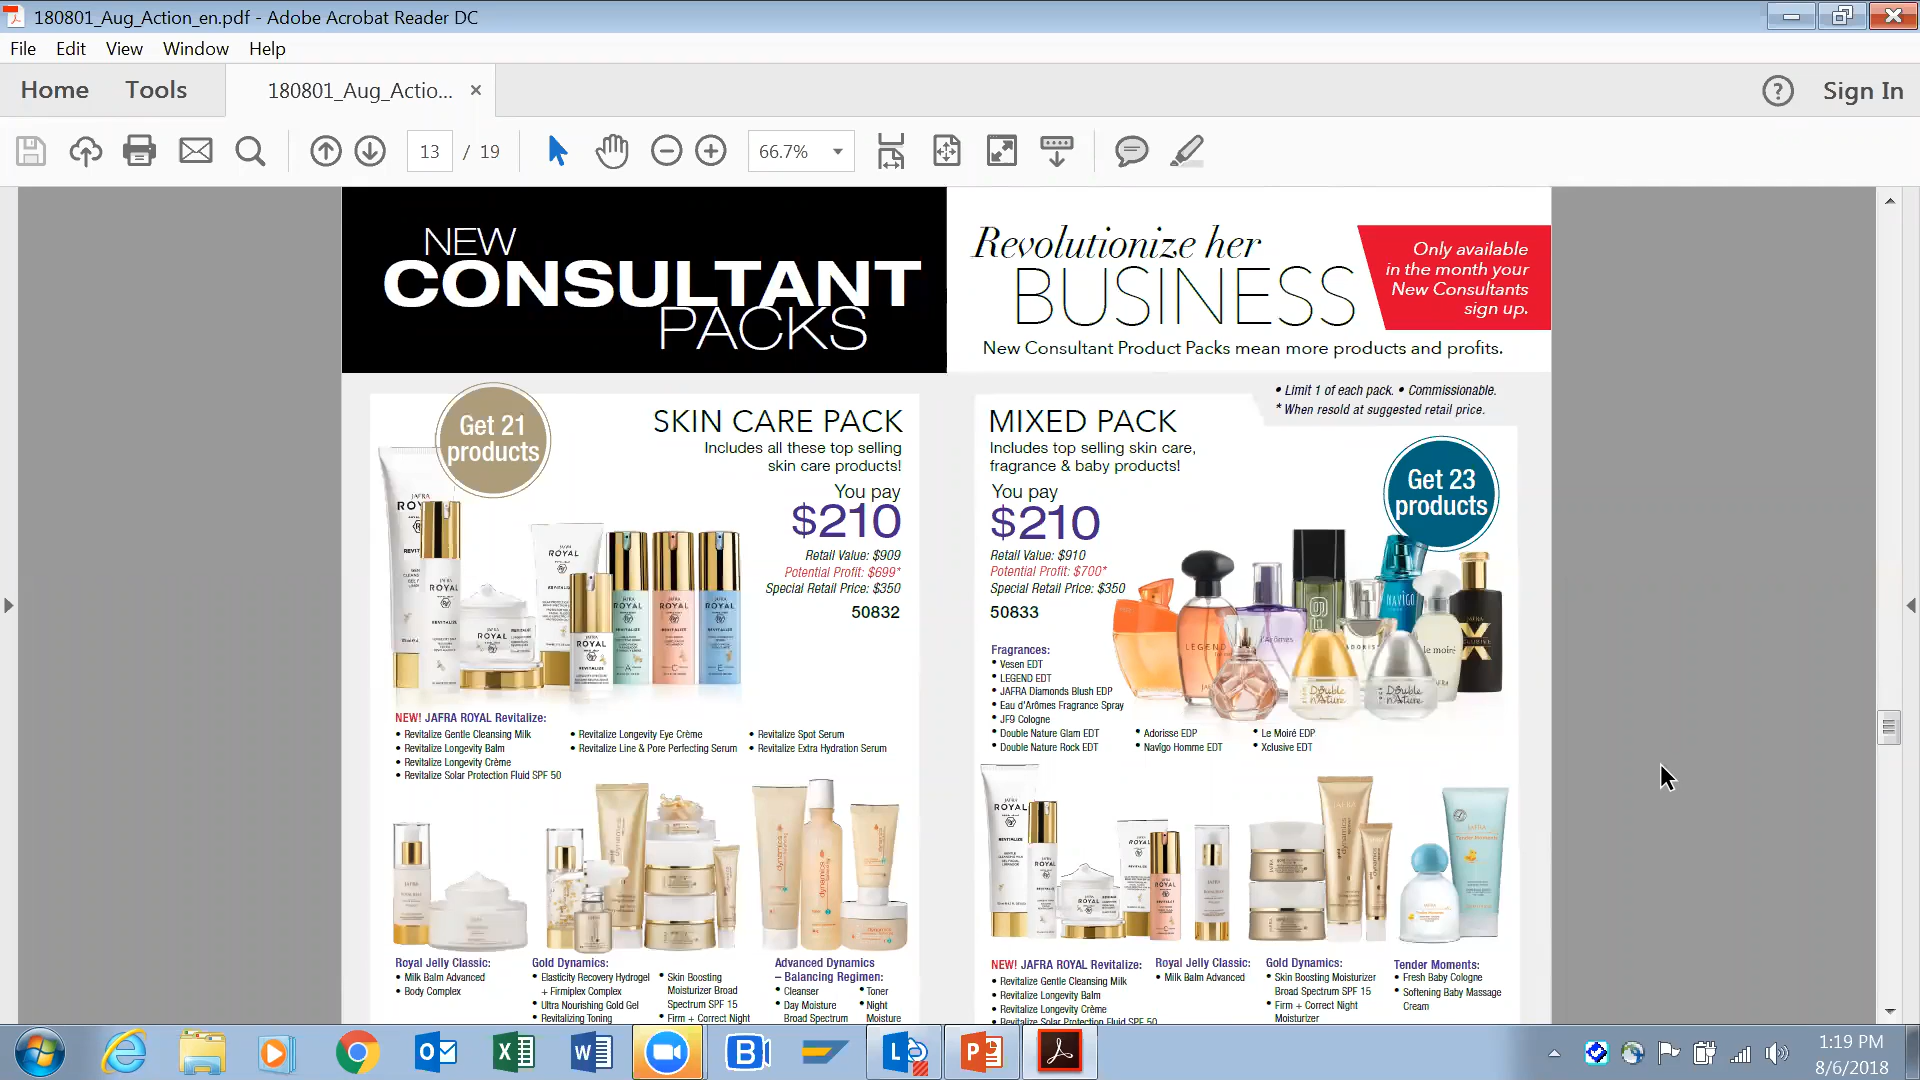 180801_Aug_Action_en.pdf - Adobe Acrobat Reader DC
File Edit View Window Help
Home Tools 180801_Aug_Actio... × ? Sign In
13 / 19 66.7%
NEW
CONSULTANT
PACKS
Revolutionize her
BUSINESS
New Consultant Product Packs mean more products and profits.
Only available
in the month your
New Consultants
sign up.
• Limit 1 of each pack. • Commissionable.
* When resold at suggested retail price.
Get 21
products
SKIN CARE PACK
Includes all these top selling
skin care products!
You pay
$210
Retail Value: $909
Potential Profit: $699*
Special Retail Price: $350
50832
NEW! JAFRA ROYAL Revitalize:
• Revitalize Gentle Cleansing Milk
• Revitalize Longevity Balm
• Revitalize Longevity Crème
• Revitalize Solar Protection Fluid SPF 50
• Revitalize Longevity Eye Crème
• Revitalize Line & Pore Perfecting Serum
• Revitalize Spot Serum
• Revitalize Extra Hydration Serum
Royal Jelly Classic:
• Milk Balm Advanced
• Body Complex
Gold Dynamics:
• Elasticity Recovery Hydrogel
+ Firmiplex Complex
• Ultra Nourishing Gold Gel
• Revitalizing Toning
• Skin Boosting
Moisturizer Broad
Spectrum SPF 15
• Firm + Correct Night
Advanced Dynamics
– Balancing Regimen:
• Cleanser
• Day Moisture
Broad Spectrum
• Toner
• Night
Moisture
MIXED PACK
Includes top selling skin care,
fragrance & baby products!
You pay
$210
Retail Value: $910
Potential Profit: $700*
Special Retail Price: $350
50833
Get 23
products
Fragrances:
• Vesen EDT
• LEGEND EDT
• JAFRA Diamonds Blush EDP
• Eau d'Arômes Fragrance Spray
• JF9 Cologne
• Double Nature Glam EDT
• Double Nature Rock EDT
• Adorisse EDP
• Navîgo Homme EDT
• Le Moiré EDP
• Xclusive EDT
NEW! JAFRA ROYAL Revitalize:
• Revitalize Gentle Cleansing Milk
• Revitalize Longevity Balm
• Revitalize Longevity Crème
• Revitalize Solar Protection Fluid SPF 50
Royal Jelly Classic:
• Milk Balm Advanced
Gold Dynamics:
• Skin Boosting Moisturizer
Broad Spectrum SPF 15
• Firm + Correct Night
Moisturizer
Tender Moments:
• Fresh Baby Cologne
• Softening Baby Massage
Cream
1:19 PM
8/6/2018